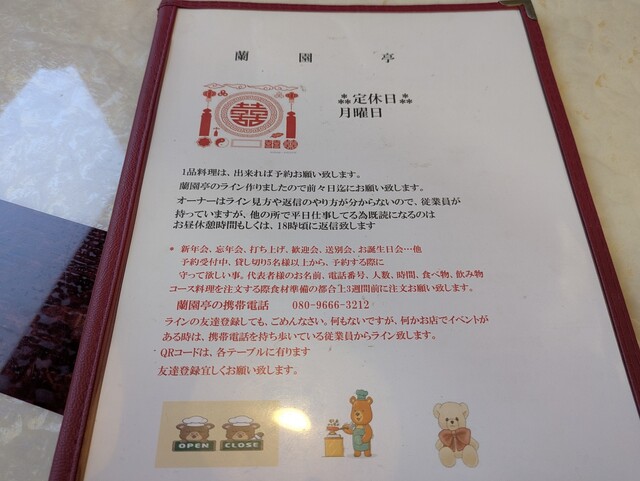 蘭園亭
**定休日**
月曜日
1品料理は、出来れば予約お願い致します。
蘭園亭のライン作りましたので前々日迄にお願い致します。
オーナーはライン見方や返信のやり方が分からないので、従業員が
持っていますが、他の所で平日仕事してる為既読になるのは
お昼休憩時間もしくは、18時頃に返信致します
* 新年会、忘年会、打ち上げ、歓迎会、送別会、お誕生日会…他
予約受付中、貸し切り5名様以上から、予約する際に
守って欲しい事。代表者様のお名前、電話番号、人数、時間、食べ物、飲み物
コース料理を注文する際食材準備の都合上3週間前に注文お願い致します。
蘭園亭の携帯電話 080-9666-3212
ラインの友達登録しても、ごめんなさい。何もないですが、何かお店でイベントが
ある時は、携帯電話を持ち歩いている従業員からライン致します。
QRコードは、各テーブルに有ります
友達登録宜しくお願い致します。
OPEN CLOSE